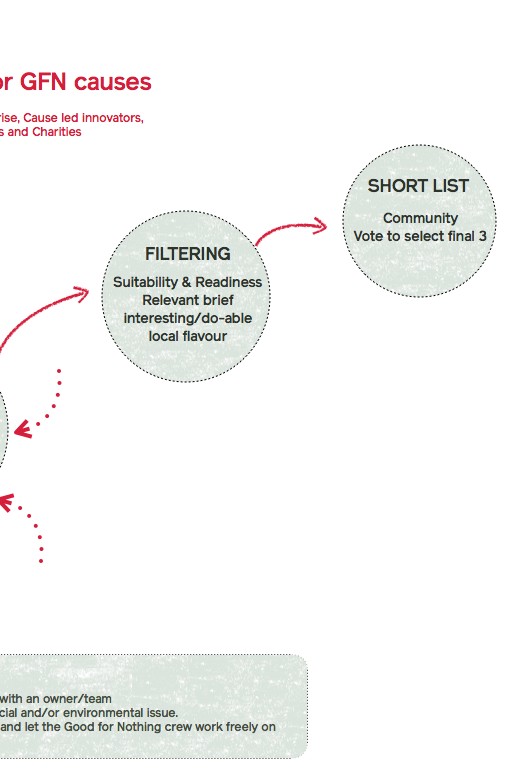 or GFN causes
rise, Cause led innovators,
s and Charities
SHORT LIST
Community
Vote to select final 3
FILTERING
Suitability & Readiness
Relevant brief
interesting/do-able
local flavour
with an owner/team
cial and/or environmental issue.
and let the Good for Nothing crew work freely on